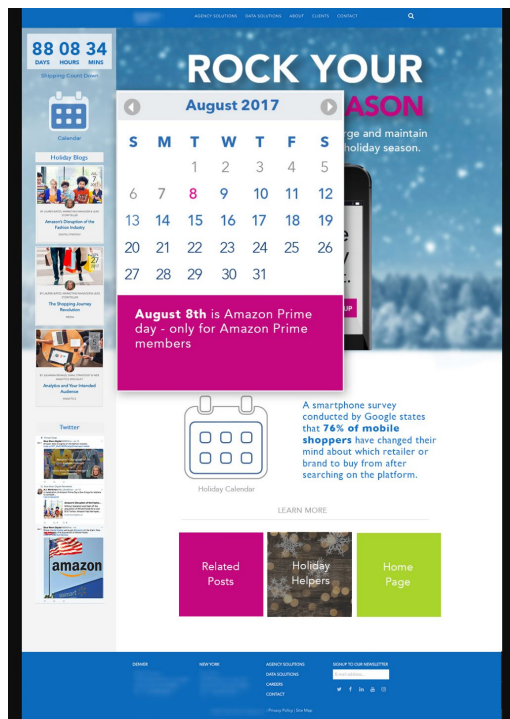 AGENCY SOLUTIONS DATA SOLUTIONS ABOUT CLIENTS CONTACT
88 08 34
DAYS HOURS MINS
Shopping Count Down
Calendar
Holiday Blogs
Amazon's Disruption of the
Fashion Industry
The Shopping Journey
Revolution
Analytics and Your Intended
Audience
Twitter
amazon
ROCK YOUR
ASON
rge and maintain
holiday season.
August 2017
S M T W T F S
1 2 3 4 5
6 7 8 9 10 11 12
13 14 15 16 17 18 19
20 21 22 23 24 25 26
27 28 29 30 31
August 8th is Amazon Prime
day - only for Amazon Prime
members
UP
Holiday Calendar
A smartphone survey
conducted by Google states
that 76% of mobile
shoppers have changed their
mind about which retailer or
brand to buy from after
searching on the platform.
LEARN MORE
Related
Posts
Holiday
Helpers
Home
Page
DENVER
NEW YORK
AGENCY SOLUTIONS
DATA SOLUTIONS
CAREERS
CONTACT
SIGNUP TO OUR NEWSLETTER
E-mail address...
| Privacy Policy | Site Map